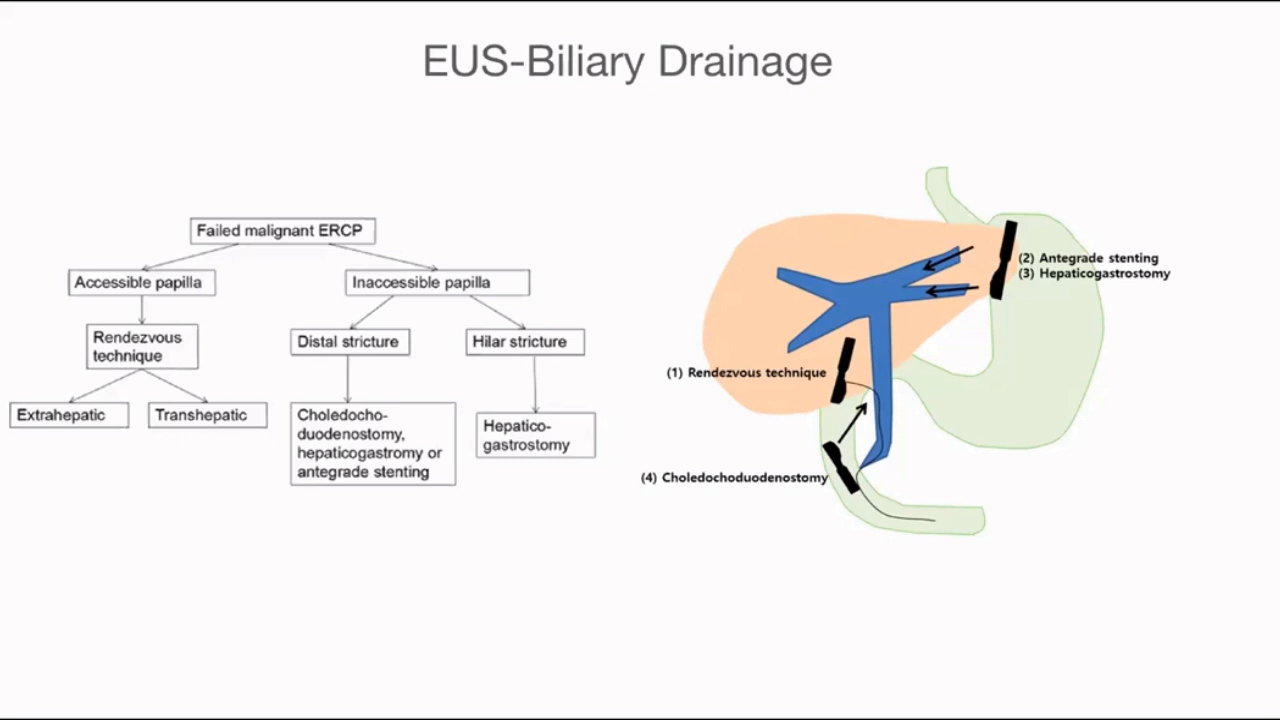 EUS-Biliary Drainage
Failed malignant ERCP
Accessible papilla
Inaccessible papilla
Rendezvous
technique
Distal stricture
Hilar stricture
Extrahepatic
Transhepatic
Choledocho-
duodenostomy,
hepaticogastromy or
antegrade stenting
Hepatico-
gastrostomy
(2) Antegrade stenting
(3) Hepaticogastrostomy
(1) Rendezvous technique
(4) Choledochoduodenostomy